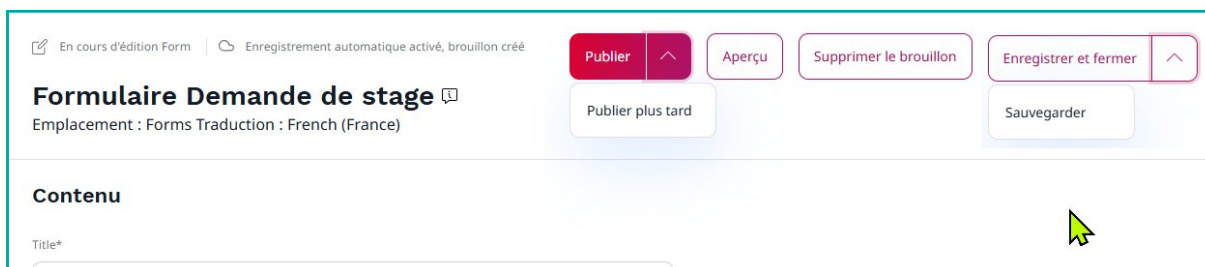 En cours d'édition Form
Enregistrement automatique activé, brouillon créé
Publier
Aperçu
Supprimer le brouillon
Enregistrer et fermer
Formulaire Demande de stage
Emplacement : Forms Traduction : French (France)
Publier plus tard
Sauvegarder
Contenu
Title*